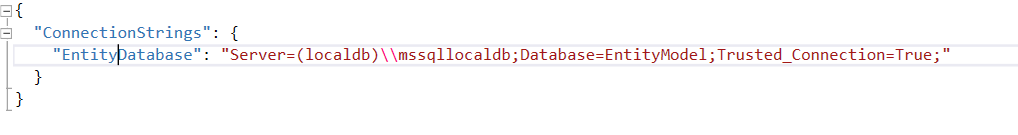 {
"ConnectionStrings": {
"EntityDatabase": "Server=(localdb)\\mssqllocaldb;Database=EntityModel;Trusted_Connection=True;"
}
}